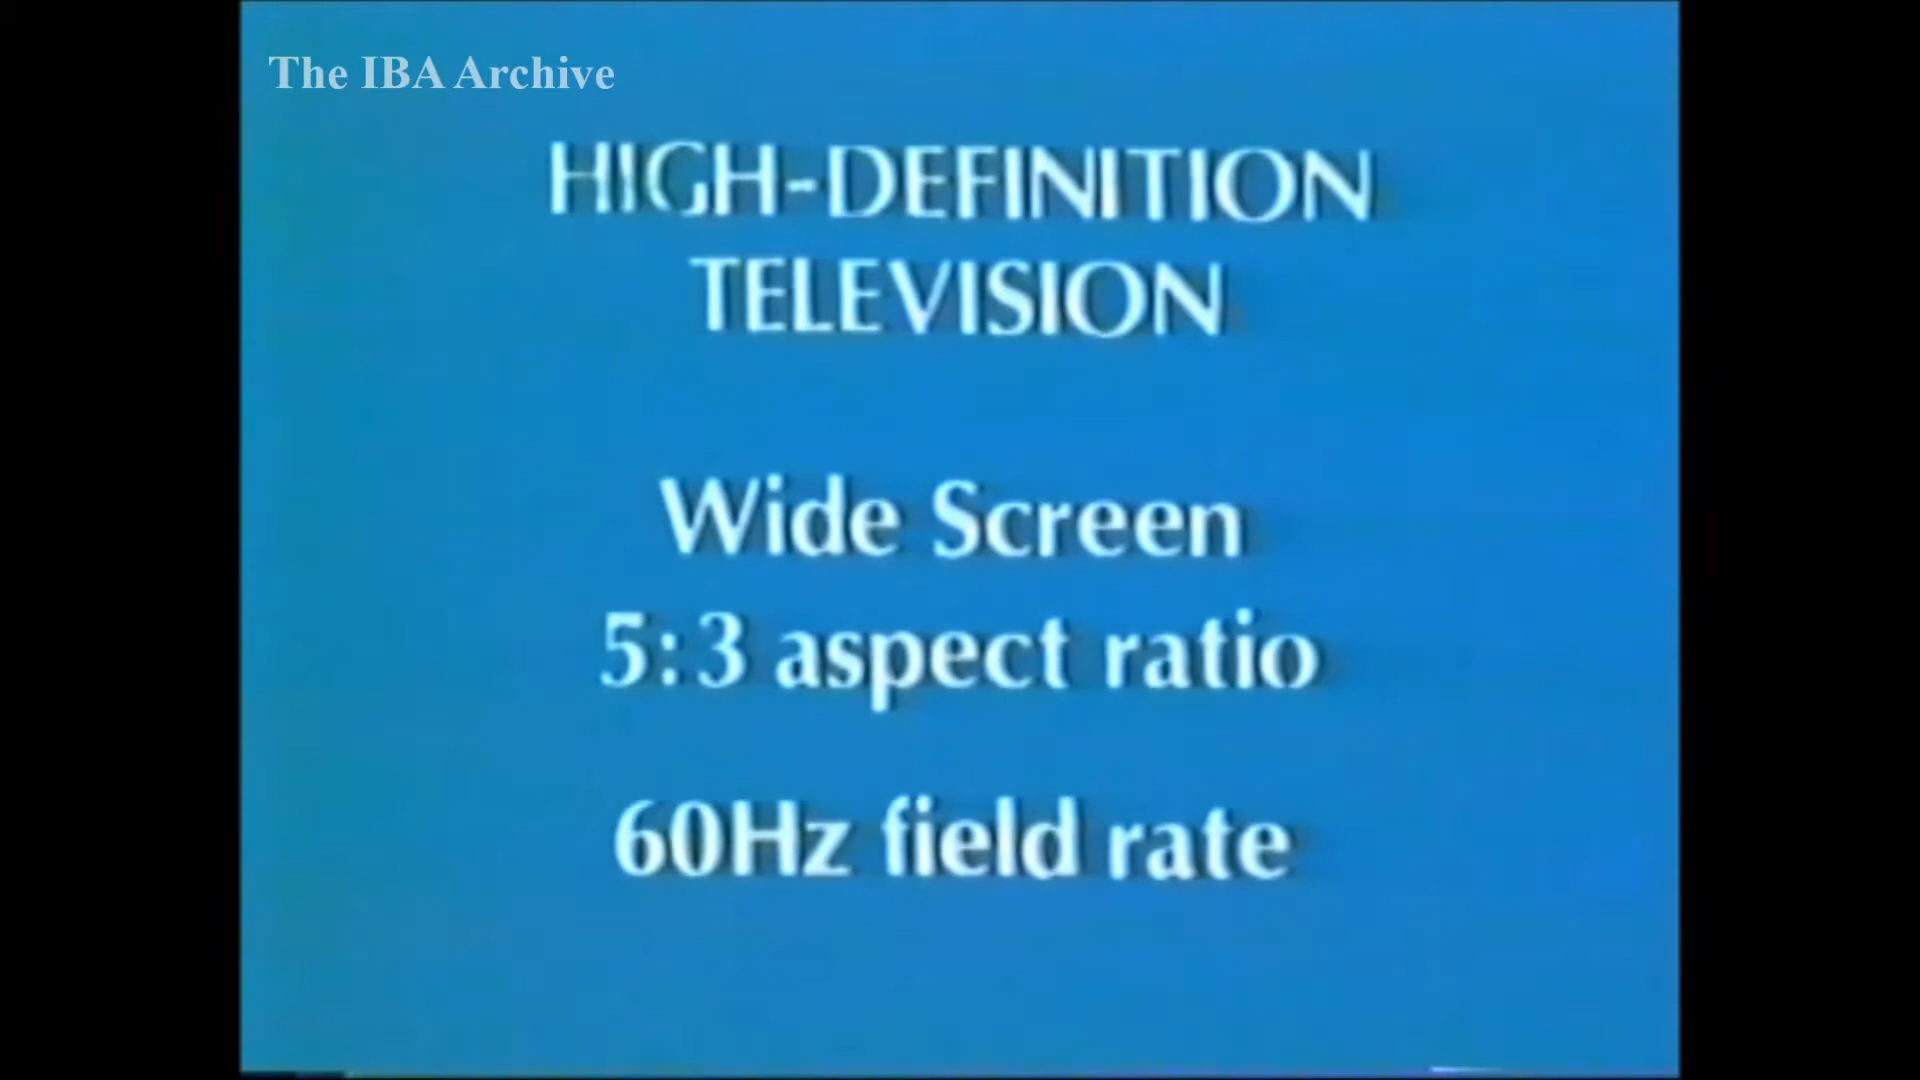 The IBA Archive
HIGH-DEFINITION
TELEVISION
Wide Screen
5:3 aspect ratio
60Hz field rate